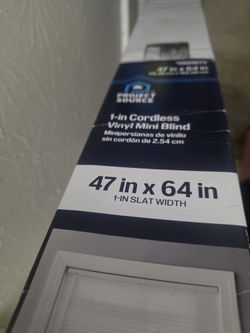 47 in x 64 in
PROJECT
SOURCE
1-in Cordless
Vinyl Mini Blind
Minipersianas de vinilo
sin cordón de 2.54 cm
47 in x 64 in
1-IN SLAT WIDTH